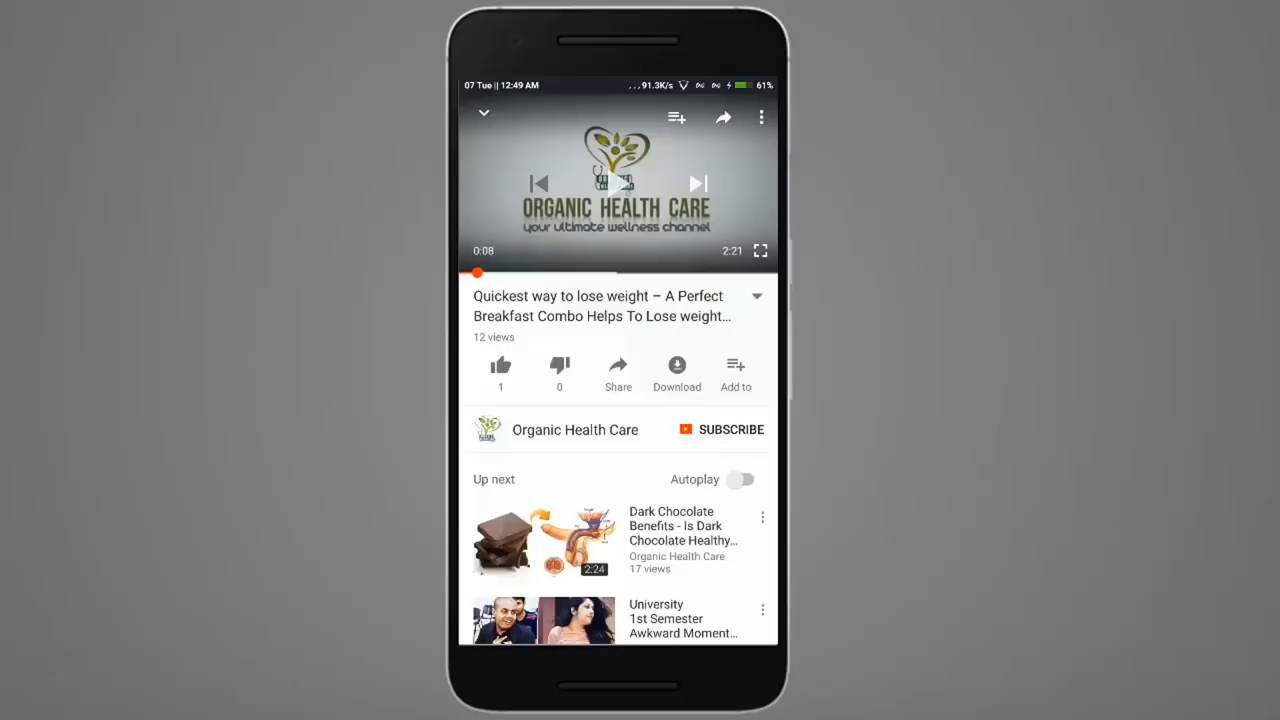 07 Tue || 12:49 AM
...91.3K/s
61%
ORGANIC HEALTH CARE
your ultimate wellness channel
0:08
2:21
Quickest way to lose weight – A Perfect
Breakfast Combo Helps To Lose weight...
12 views
1
0
Share
Download
Add to
Organic Health Care
SUBSCRIBE
Up next
Autoplay
Dark Chocolate
Benefits - Is Dark
Chocolate Healthy...
Organic Health Care
17 views
2:24
University
1st Semester
Awkward Moment...